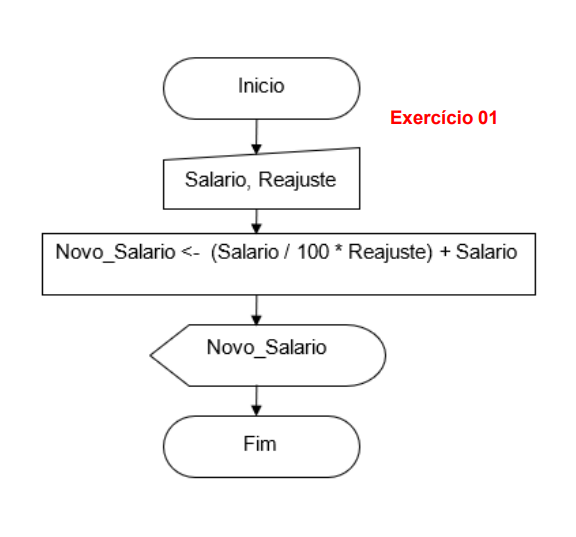 Inicio
Exercício 01
Salario, Reajuste
Novo_Salario <- (Salario / 100 * Reajuste) + Salario
Novo_Salario
Fim